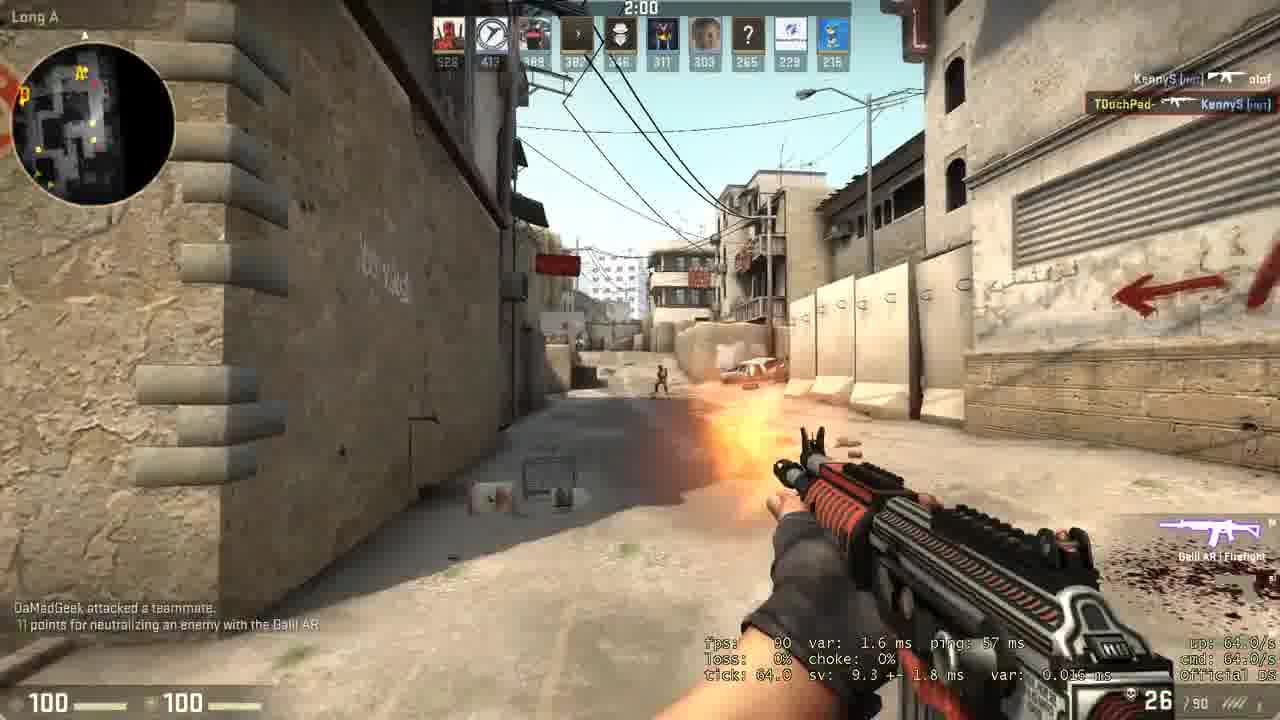 Long A
2:00
A
528 413 389 382 346 311 303 265 229 216
?
KennyS olof
TDuchPad- KennyS
Galil AR | Firefight
DaMadGeek attacked a teammate.
11 points for neutralizing an enemy with the Galil AR
fps: 90 var: 1.6 ms ping: 57 ms
loss: 0% choke: 0%
tick: 64.0 sv: 9.3 +- 1.8 ms var: 0.016 ms
up: 64.0/s
cmd: 64.0/s
official DS
100 100
26 / 90